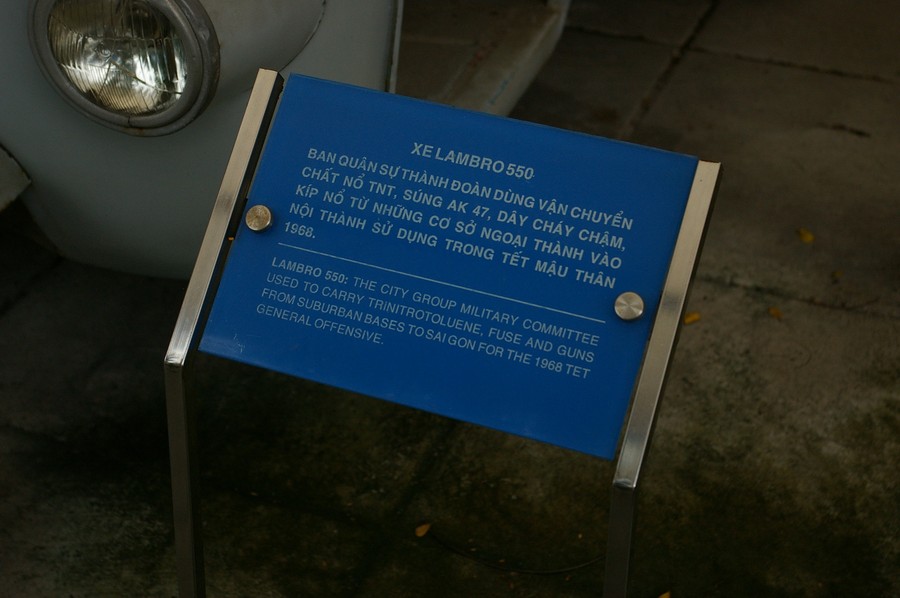 XE LAMBRO 550
BAN QUÂN SỰ THÀNH ĐOÀN DÙNG VẬN CHUYỂN
CHẤT NỔ TNT, SÚNG AK 47, DÂY CHÁY CHẬM,
KÍP NỔ TỪ NHỮNG CƠ SỞ NGOẠI THÀNH VÀO
NỘI THÀNH SỬ DỤNG TRONG TẾT MẬU THÂN
1968.
LAMBRO 550: THE CITY GROUP MILITARY COMMITTEE
USED TO CARRY TRINITROTOLUENE, FUSE AND GUNS
FROM SUBURBAN BASES TO SAI GON FOR THE 1968 TET
GENERAL OFFENSIVE.